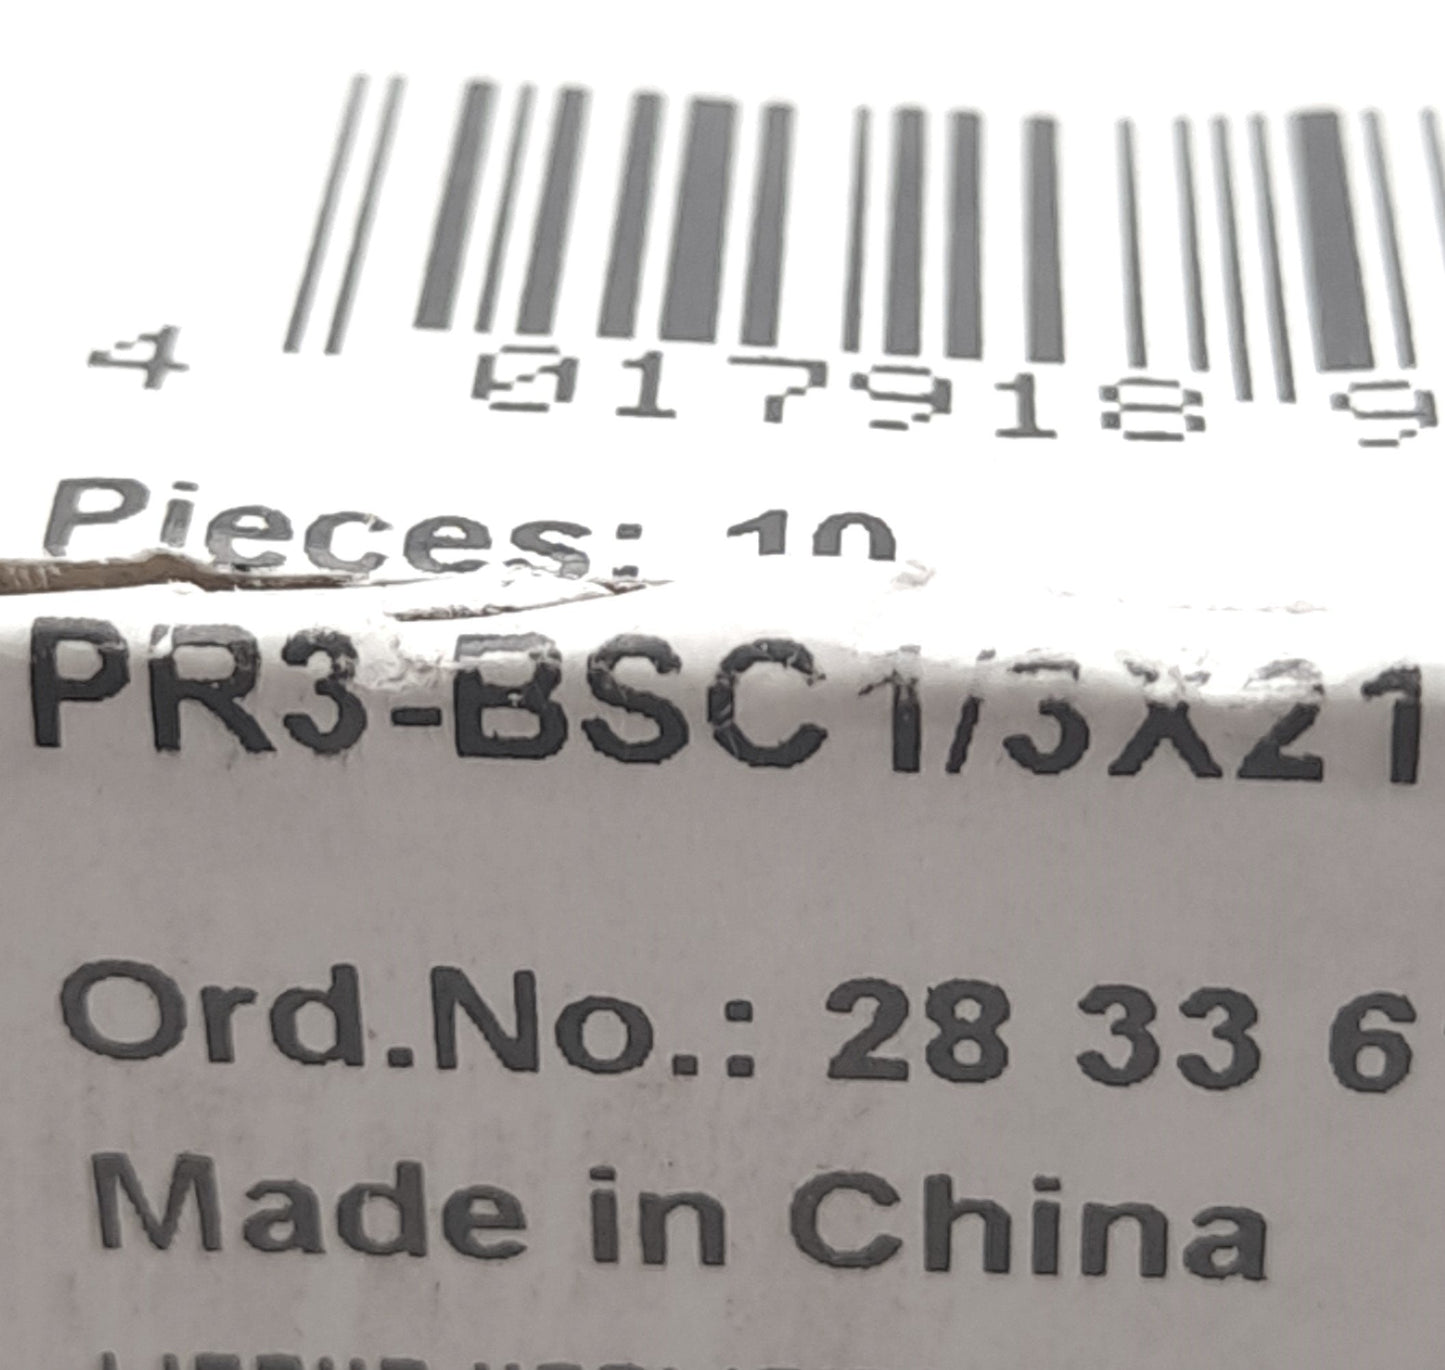 4 017918 9
Pieces: 10
PR3-BSC1/3X21
Ord.No.: 28 33 6
Made in China